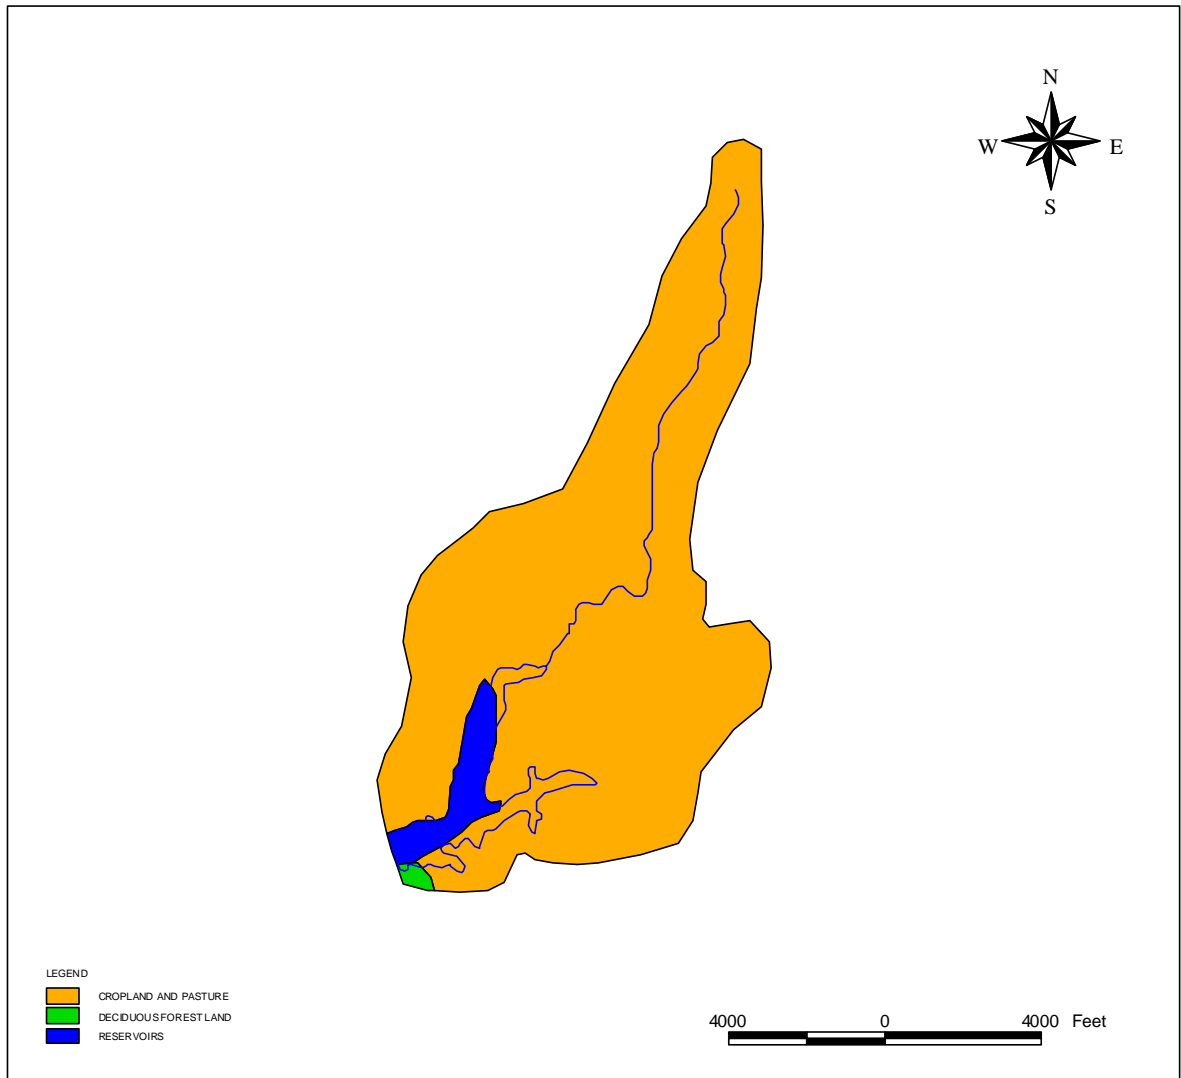 N
W E
S
LEGEND
CROPLAND AND PASTURE
DECIDUOUS FOREST LAND
RESERVOIRS
4000 0 4000 Feet